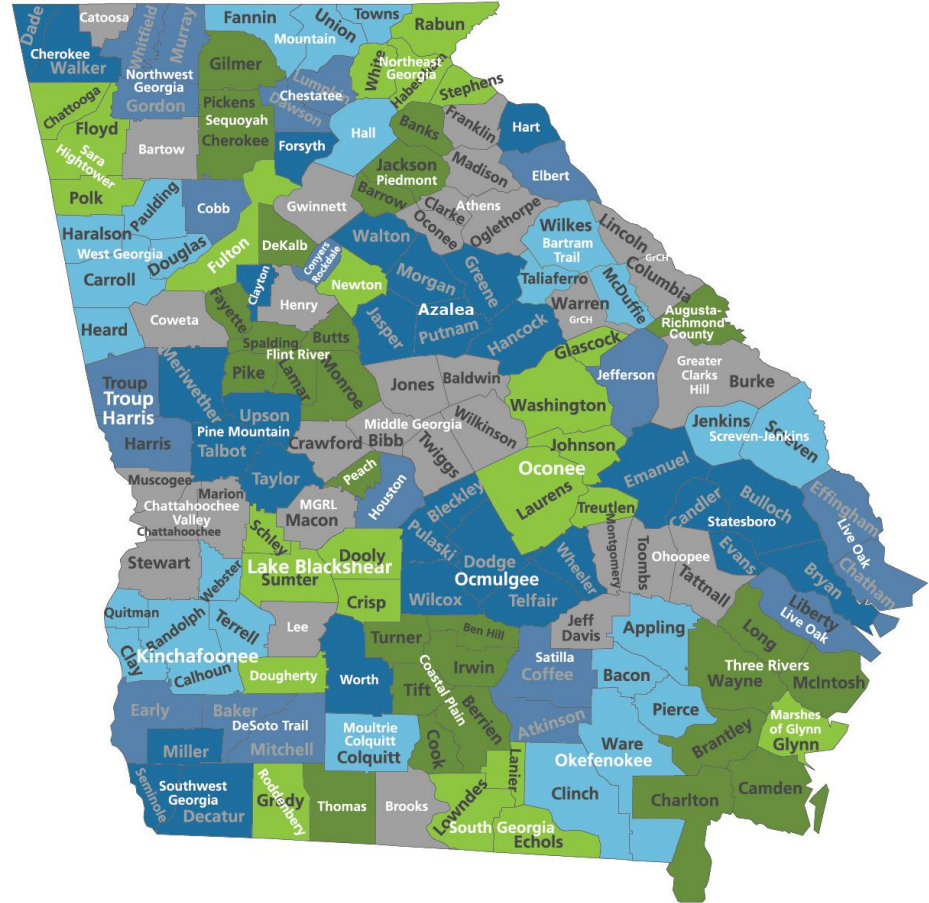 Dade
Catoosa
Whitfield
Murray
Fannin
Union
Towns
Rabun
Cherokee
Walker
Mountain
Northwest
Georgia
Gordon
Gilmer
White
Northeast
Georgia
Habersham
Stephens
Lumpkin
Chestatee
Dawson
Chattooga
Floyd
Pickens
Sequoyah
Cherokee
Forsyth
Hall
Banks
Franklin
Hart
Bartow
Sara
Hightower
Polk
Jackson
Piedmont
Madison
Elbert
Paulding
Cobb
Gwinnett
Barrow
Clarke
Athens
Oconee
Oglethorpe
Haralson
West Georgia
Douglas
Carroll
Fulton
DeKalb
Conyers
Rockdale
Walton
Wilkes
Bartram
Trail
Lincoln
GrCH
Columbia
Clayton
Newton
Morgan
Greene
Taliaferro
McDuffie
Henry
Warren
GrCH
Heard
Coweta
Fayette
Azalea
Augusta-
Richmond
County
Spalding
Butts
Flint River
Jasper
Putnam
Hancock
Glascock
Troup
Troup
Harris
Harris
Meriwether
Pike
Lamar
Monroe
Jones
Baldwin
Jefferson
Greater
Clarks
Hill
Burke
Washington
Upson
Pine Mountain
Talbot
Middle Georgia
Crawford
Bibb
Twiggs
Wilkinson
Jenkins
Screven-Jenkins
Screven
Johnson
Oconee
Laurens
Treutlen
Emanuel
Muscogee
Marion
Chattahoochee
Valley
Chattahoochee
Taylor
Peach
Houston
MGRL
Macon
Bleckley
Candler
Bulloch
Statesboro
Evans
Bryan
Effingham
Live Oak
Chatham
Schley
Stewart
Webster
Dooly
Lake Blackshear
Sumter
Crisp
Pulaski
Dodge
Ocmulgee
Wilcox
Telfair
Wheeler
Montgomery
Toombs
Ohoopee
Tattnall
Quitman
Randolph
Terrell
Lee
Clay
Kinchafoonee
Calhoun
Dougherty
Worth
Turner
Ben Hill
Irwin
Coastal Plain
Tift
Berrien
Cook
Jeff
Davis
Appling
Liberty
Live Oak
Long
Three Rivers
Wayne
McIntosh
Satilla
Coffee
Bacon
Pierce
Atkinson
Early
Baker
DeSoto Trail
Miller
Mitchell
Moultrie
Colquitt
Colquitt
Ware
Okefenokee
Clinch
Brantley
Marshes
of Glynn
Glynn
Seminole
Southwest
Georgia
Decatur
Roddenbery
Grady
Thomas
Brooks
Lanier
Lowndes
South Georgia
Echols
Charlton
Camden